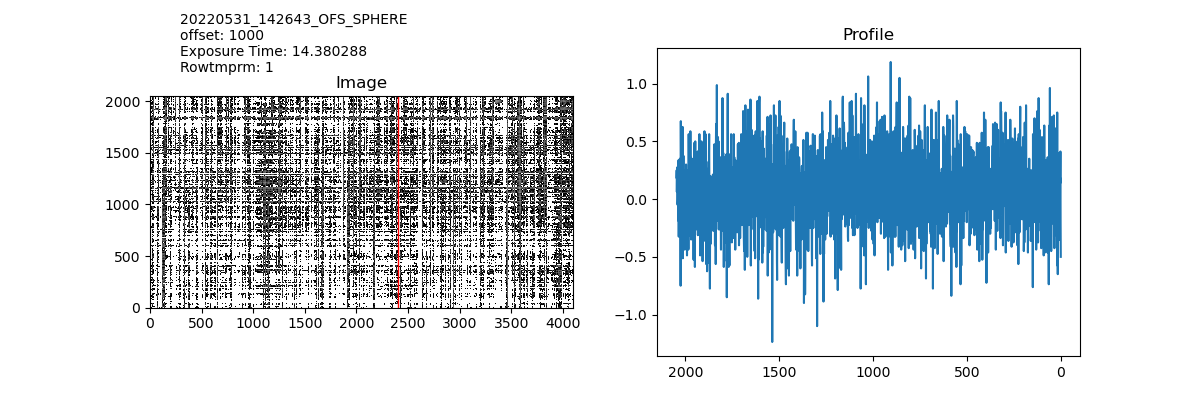 20220531_142643_OFS_SPHERE
offset: 1000
Exposure Time: 14.380288
Rowtmprm: 1
Image
2000
1500
1000
500
0
0 500 1000 1500 2000 2500 3000 3500 4000
Profile
1.0
0.5
0.0
−0.5
−1.0
2000 1500 1000 500 0